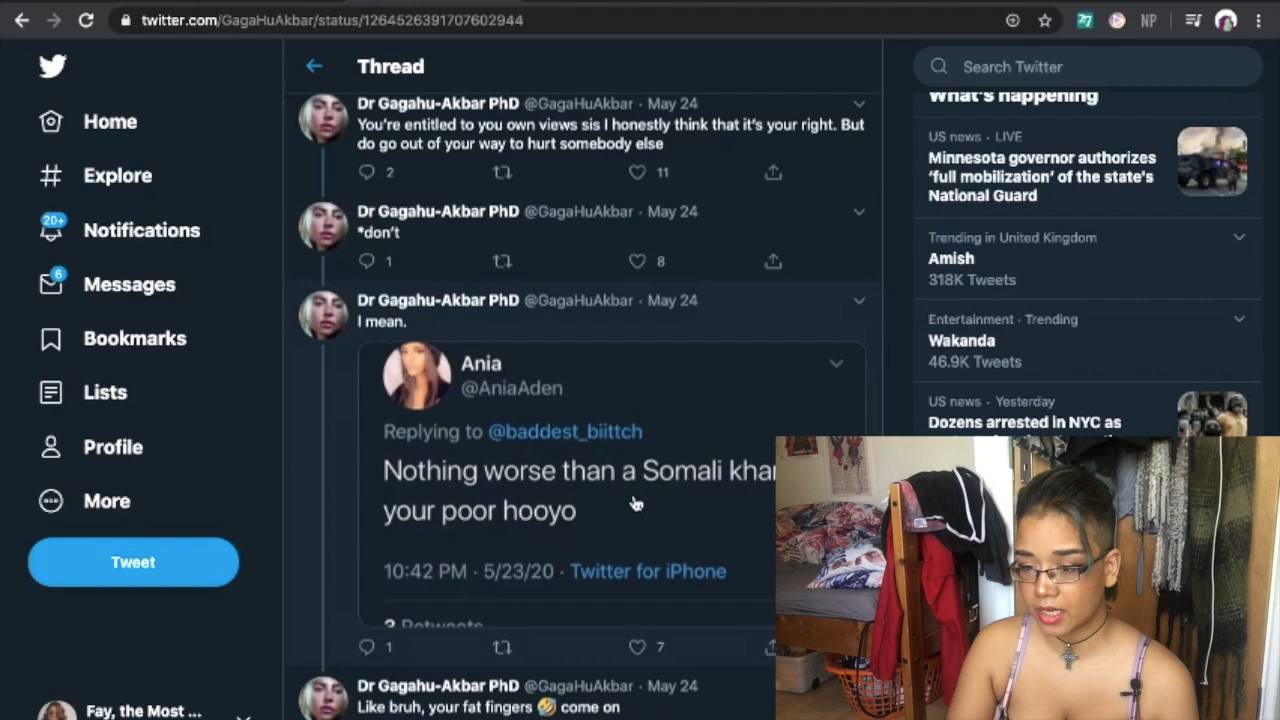 twitter.com/GagaHuAkbar/status/1264526391707602944
NP
Home
Explore
20+
Notifications
6
Messages
Bookmarks
Lists
Profile
More
Tweet
Fay, the Most ...
Thread
Dr Gagahu-Akbar PhD @GagaHuAkbar · May 24
You're entitled to you own views sis I honestly think that it's your right. But
do go out of your way to hurt somebody else
2 11
Dr Gagahu-Akbar PhD @GagaHuAkbar · May 24
*don't
1 8
Dr Gagahu-Akbar PhD @GagaHuAkbar · May 24
I mean.
Ania
@AniaAden
Replying to @baddest_biittch
Nothing worse than a Somali
your poor hooyo
10:42 PM · 5/23/20 · Twitter for iPhone
3 Retweets
1 7
Dr Gagahu-Akbar PhD @GagaHuAkbar · May 24
Like bruh, your fat fingers 🤣 come on
Search Twitter
What's happening
US news · LIVE
Minnesota governor authorizes
'full mobilization' of the state's
National Guard
Trending in United Kingdom
Amish
318K Tweets
Entertainment · Trending
Wakanda
46.9K Tweets
US news · Yesterday
Dozens arrested in NYC as